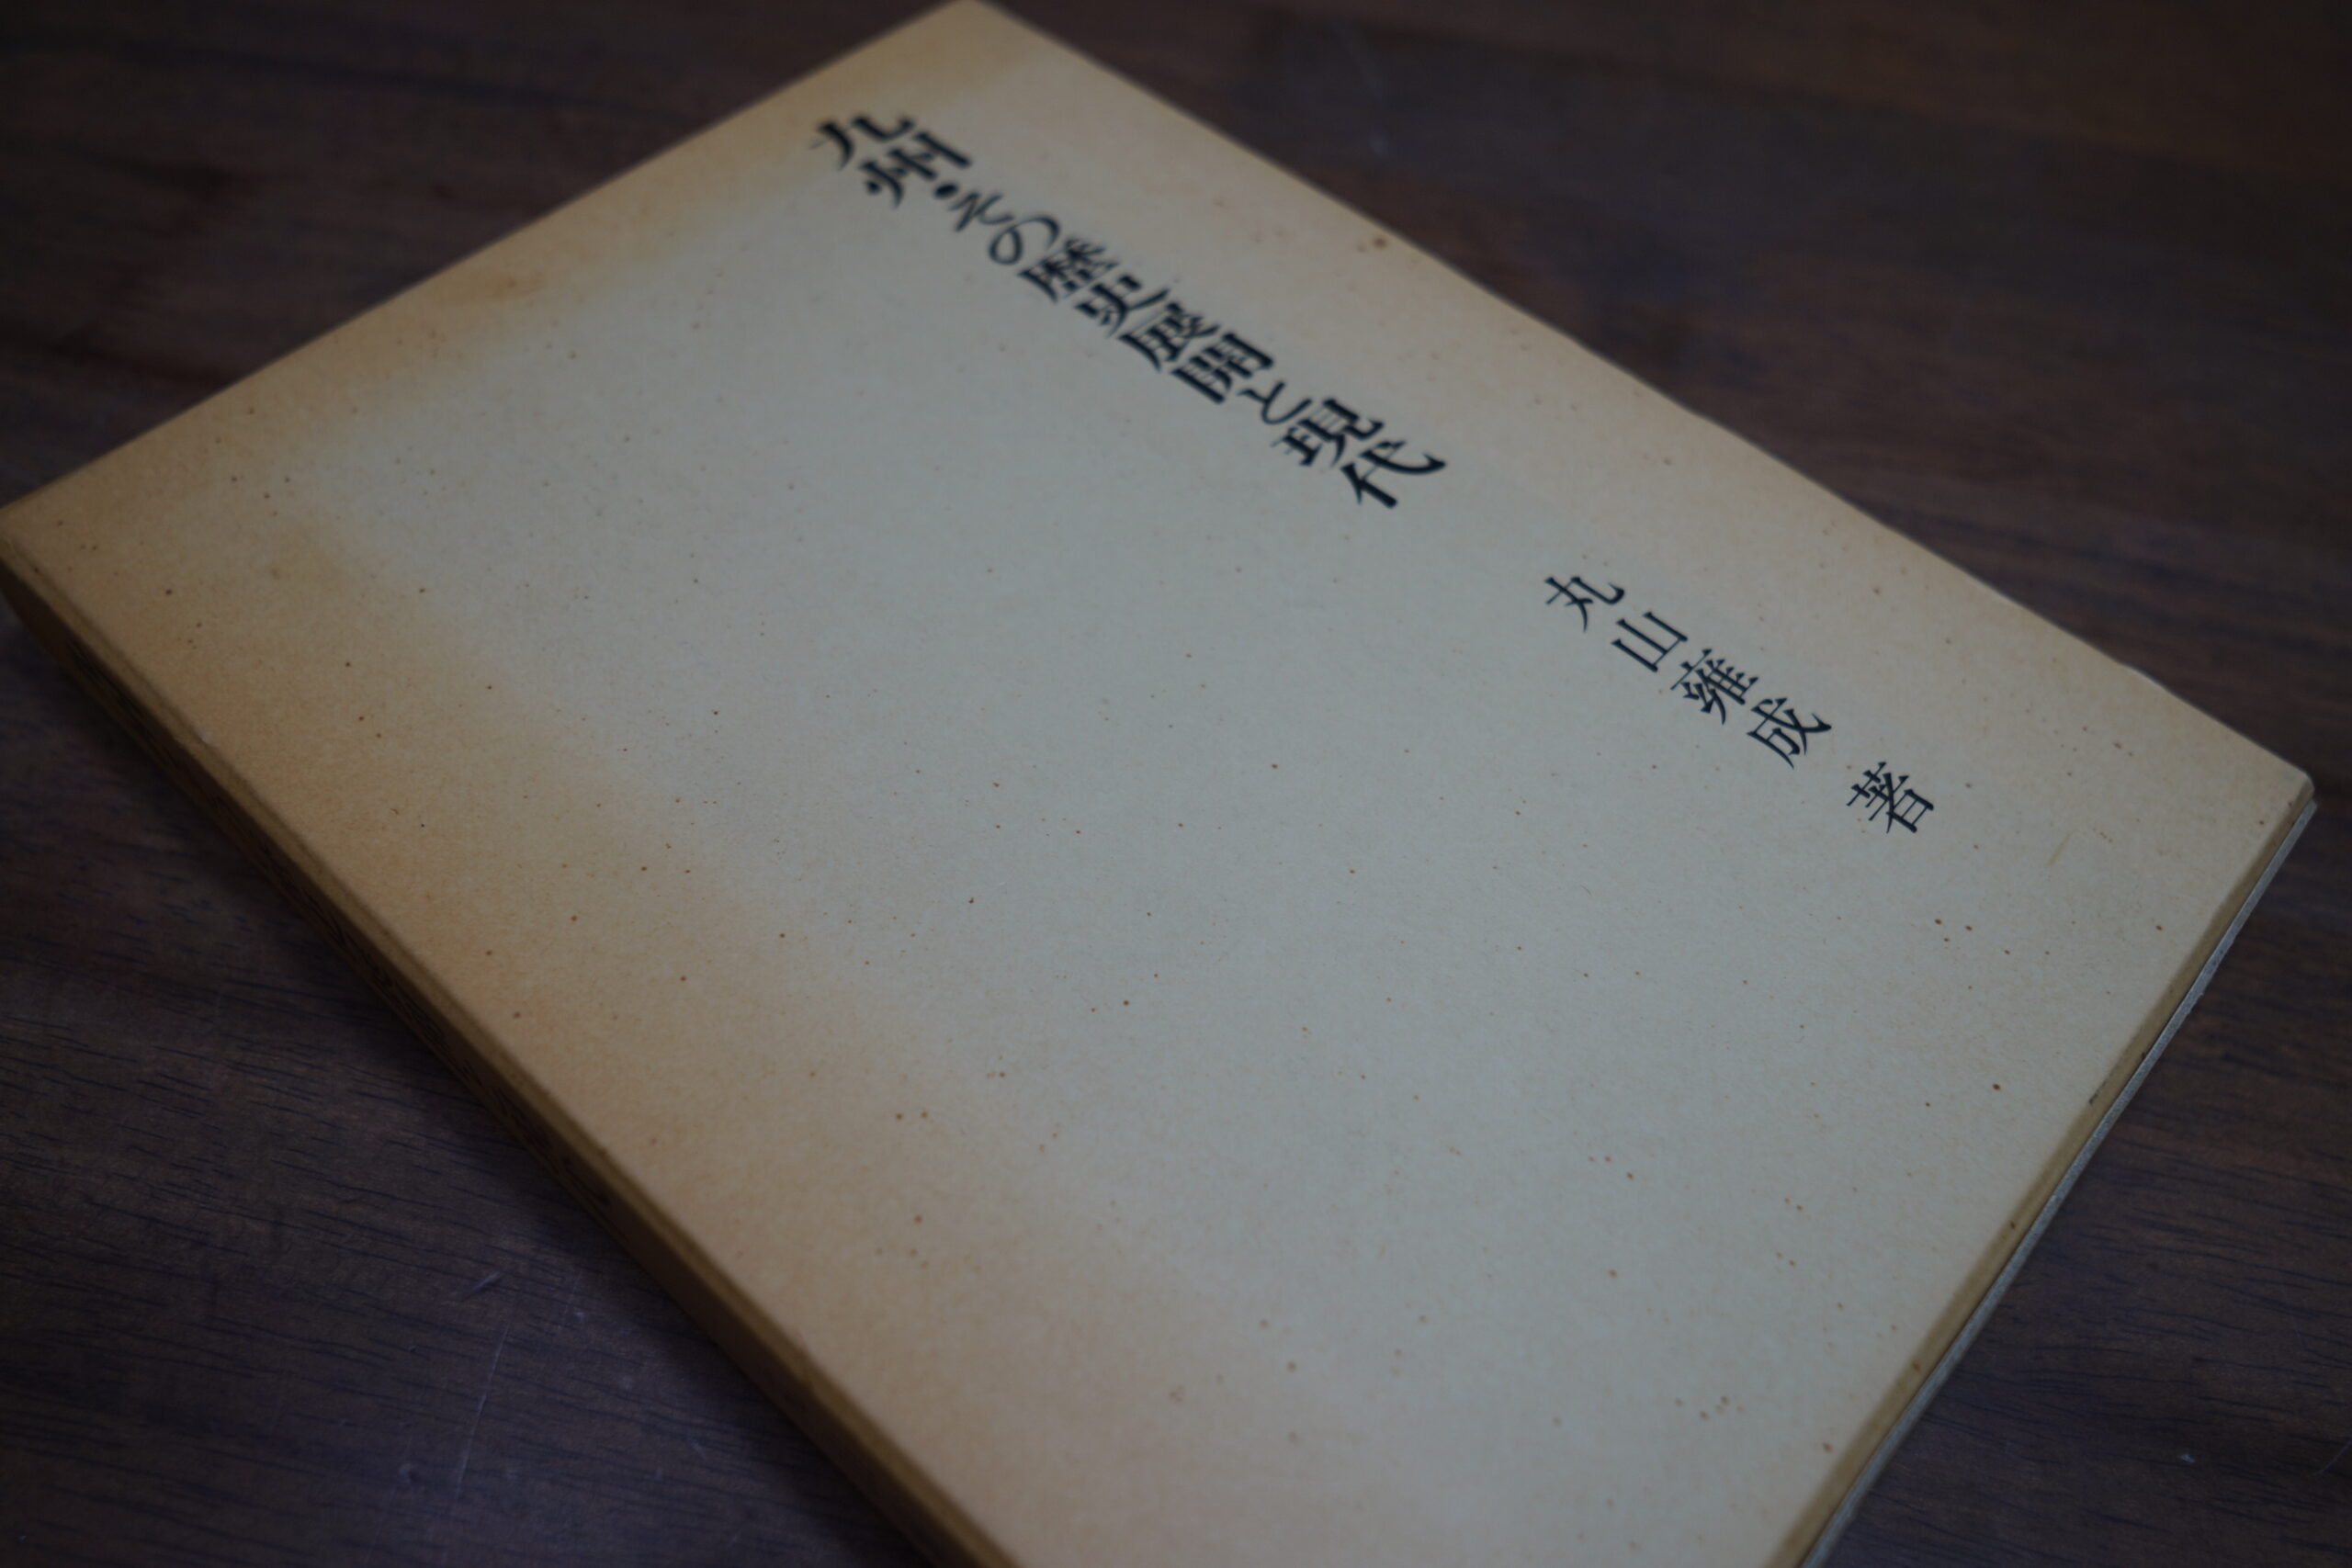 九州・その歴史展開と現代
丸山雍成 著